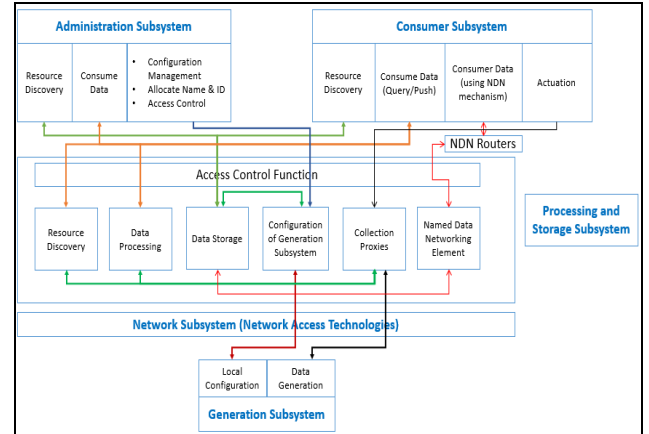 Administration Subsystem
Resource
Discovery
Consume
Data
• Configuration
Management
• Allocate Name & ID
• Access Control
Consumer Subsystem
Resource
Discovery
Consume Data
(Query/Push)
Consumer Data
(using NDN
mechanism)
Actuation
NDN Routers
Access Control Function
Resource
Discovery
Data
Processing
Data Storage
Configuration
of Generation
Subsystem
Collection
Proxies
Named Data
Networking
Element
Processing and
Storage Subsystem
Network Subsystem (Network Access Technologies)
Local
Configuration
Data
Generation
Generation Subsystem